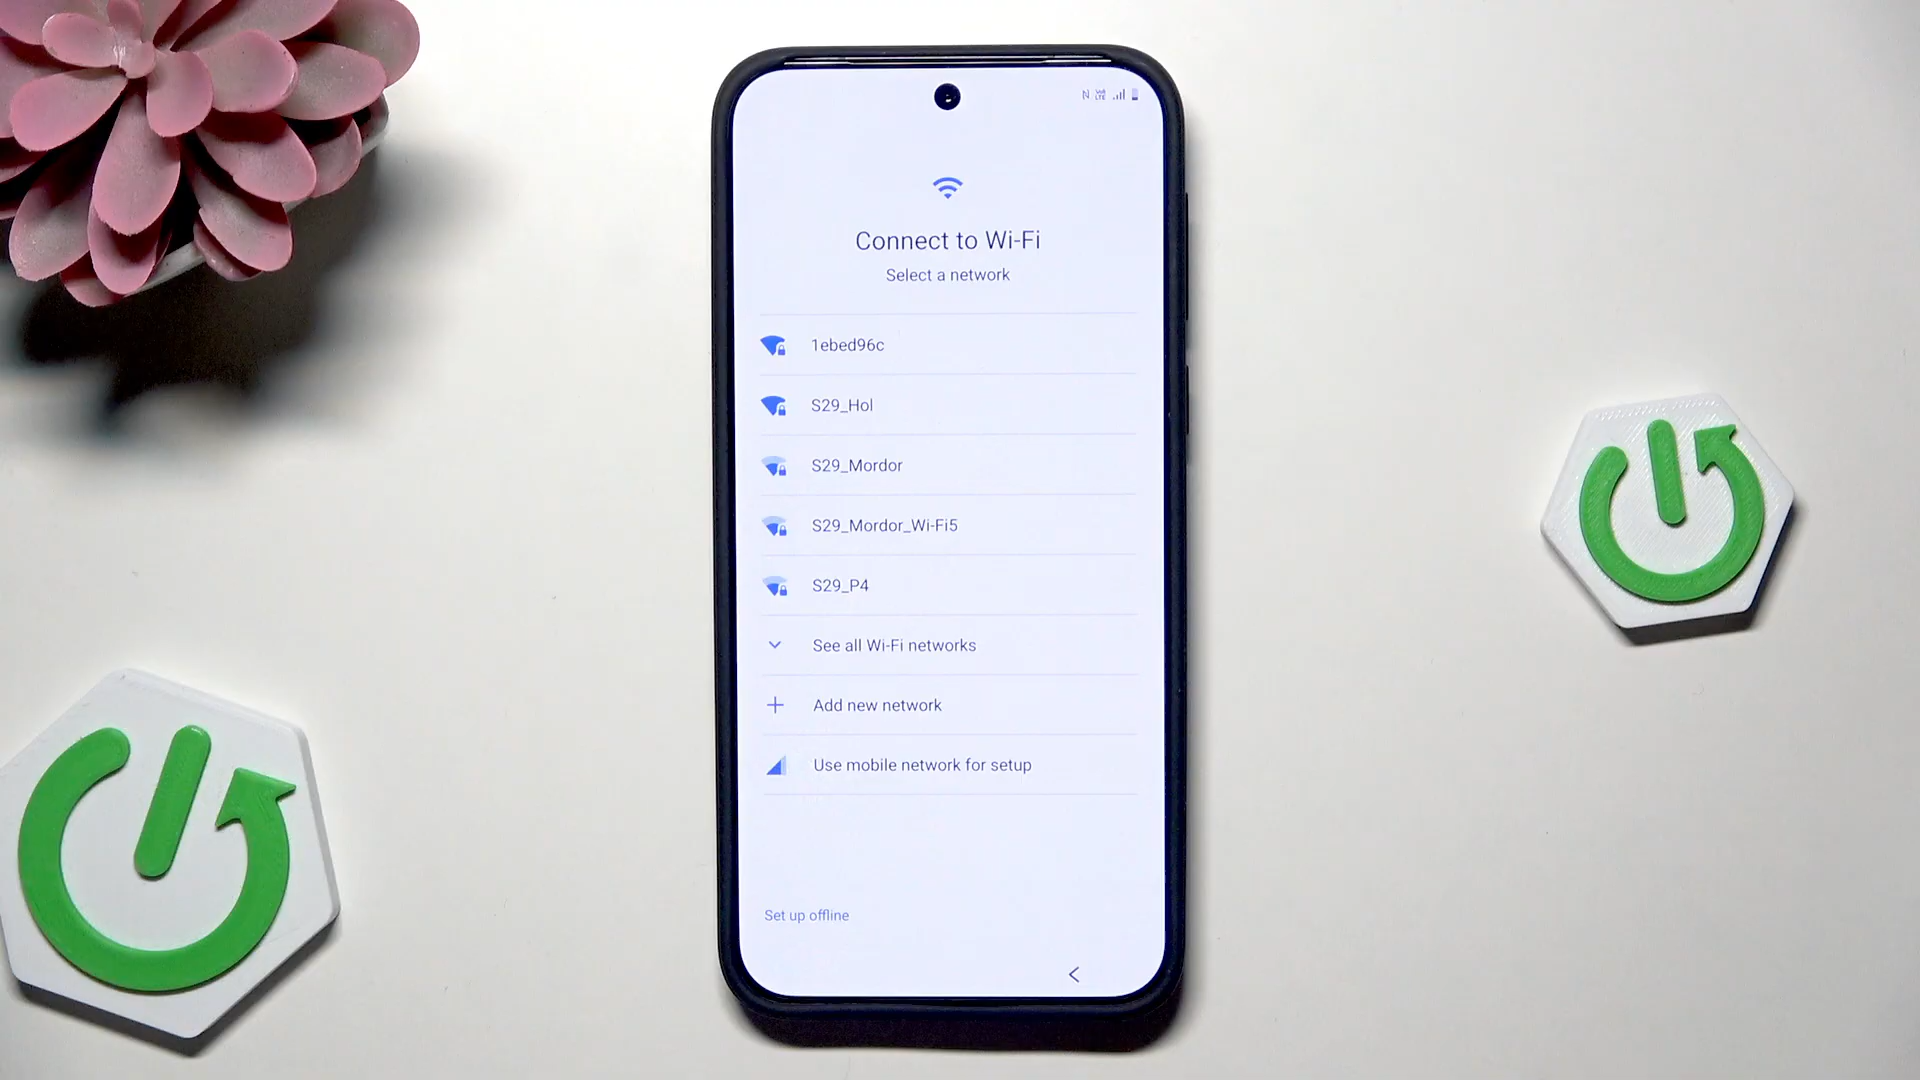 Connect to Wi-Fi
Select a network
1ebed96c
S29_Hol
S29_Mordor
S29_Mordor_Wi-Fi5
S29_P4
See all Wi-Fi networks
Add new network
Use mobile network for setup
Set up offline